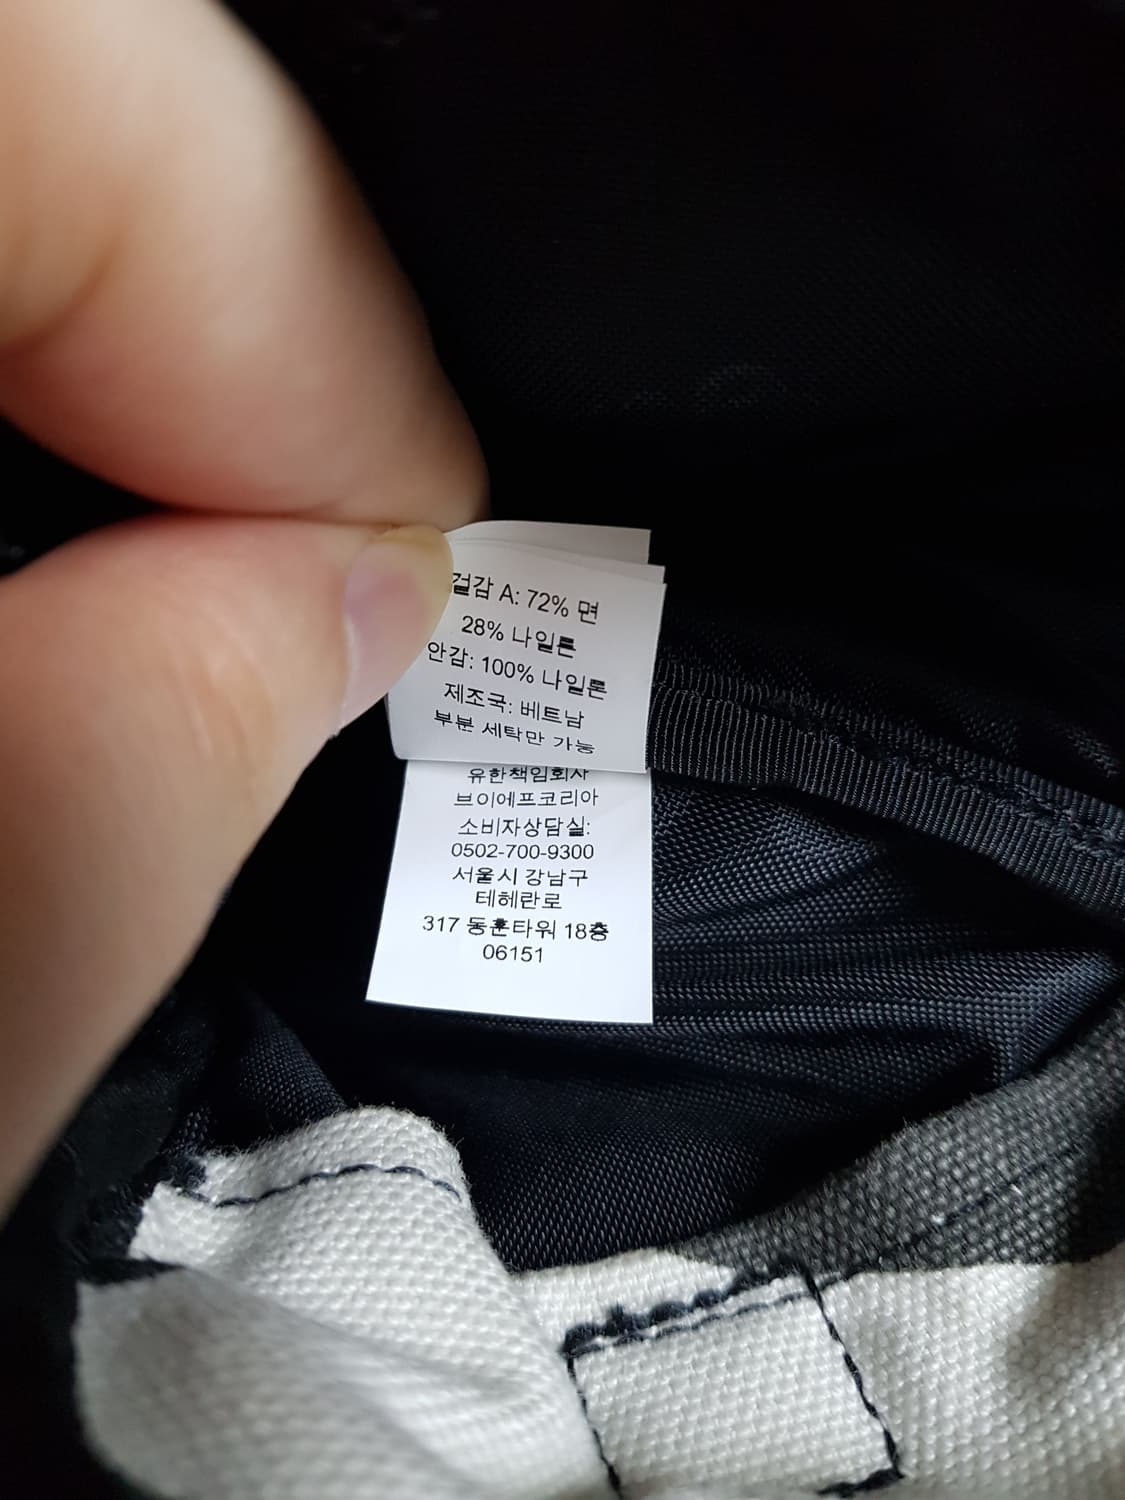 걸감 A: 72% 면
28% 나일론
안감: 100% 나일론
제조국: 베트남
부분 세탁만 가능
유한책임회사
브이에프코리아
소비자상담실:
0502-700-9300
서울시 강남구
테헤란로
317 동훈타워 18층
06151